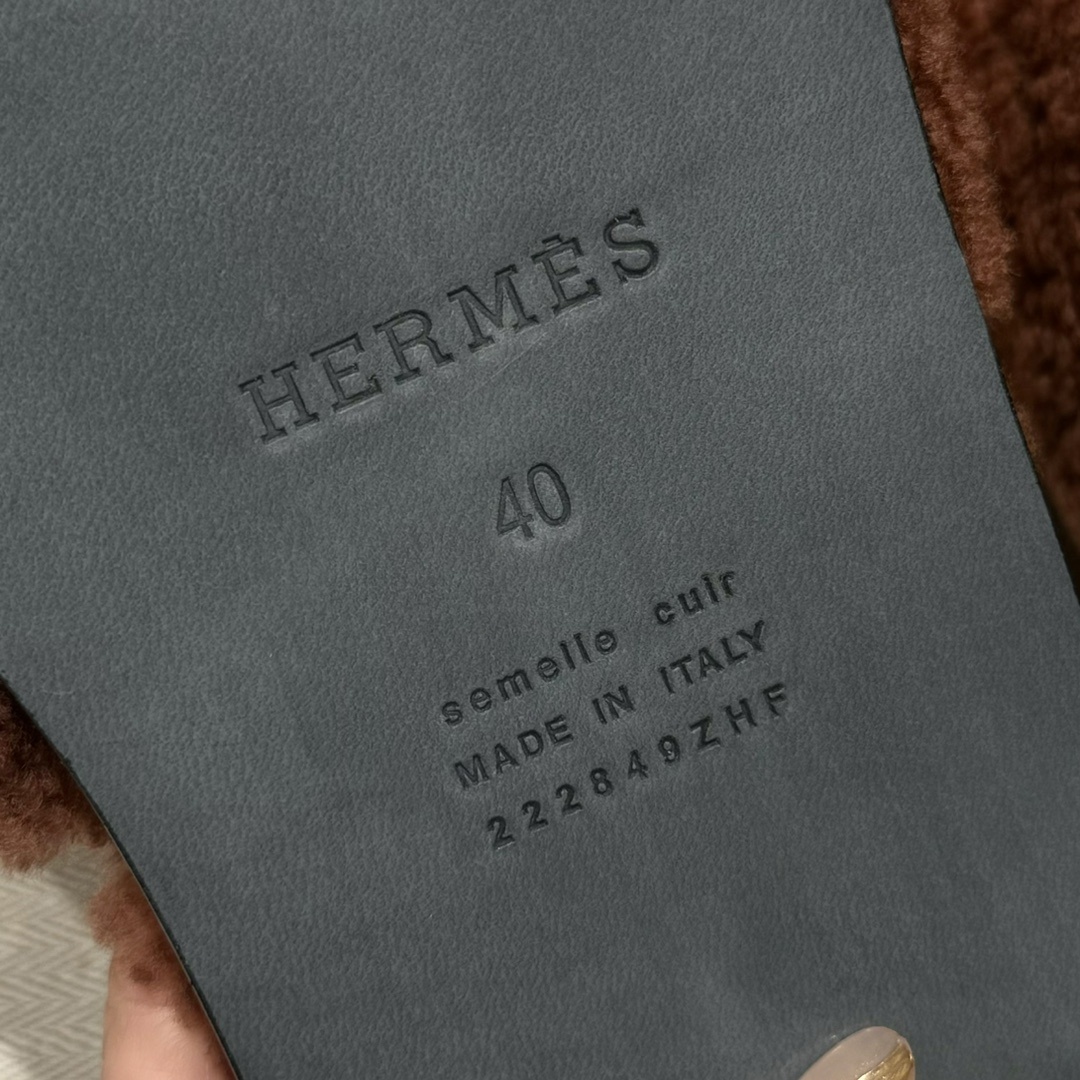 HERMÈS
40
semelle cuir
MADE IN ITALY
222849ZHF